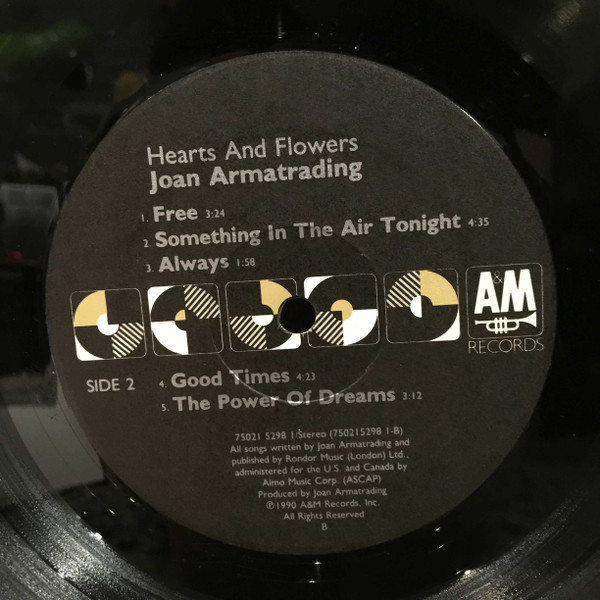 Hearts And Flowers
Joan Armatrading
1. Free 3:24
2. Something In The Air Tonight 4:35
3. Always 1:58
A&M
RECORDS
SIDE 2
4. Good Times 4:23
5. The Power Of Dreams 3:12
75021 5298 1/Stereo (750215298 1-B)
All songs written by Joan Armatrading and
published by Rondor Music (London) Ltd.,
administered for the U.S. and Canada by
Almo Music Corp. (ASCAP)
Produced by Joan Armatrading
℗1990 A&M Records, Inc.
All Rights Reserved
B